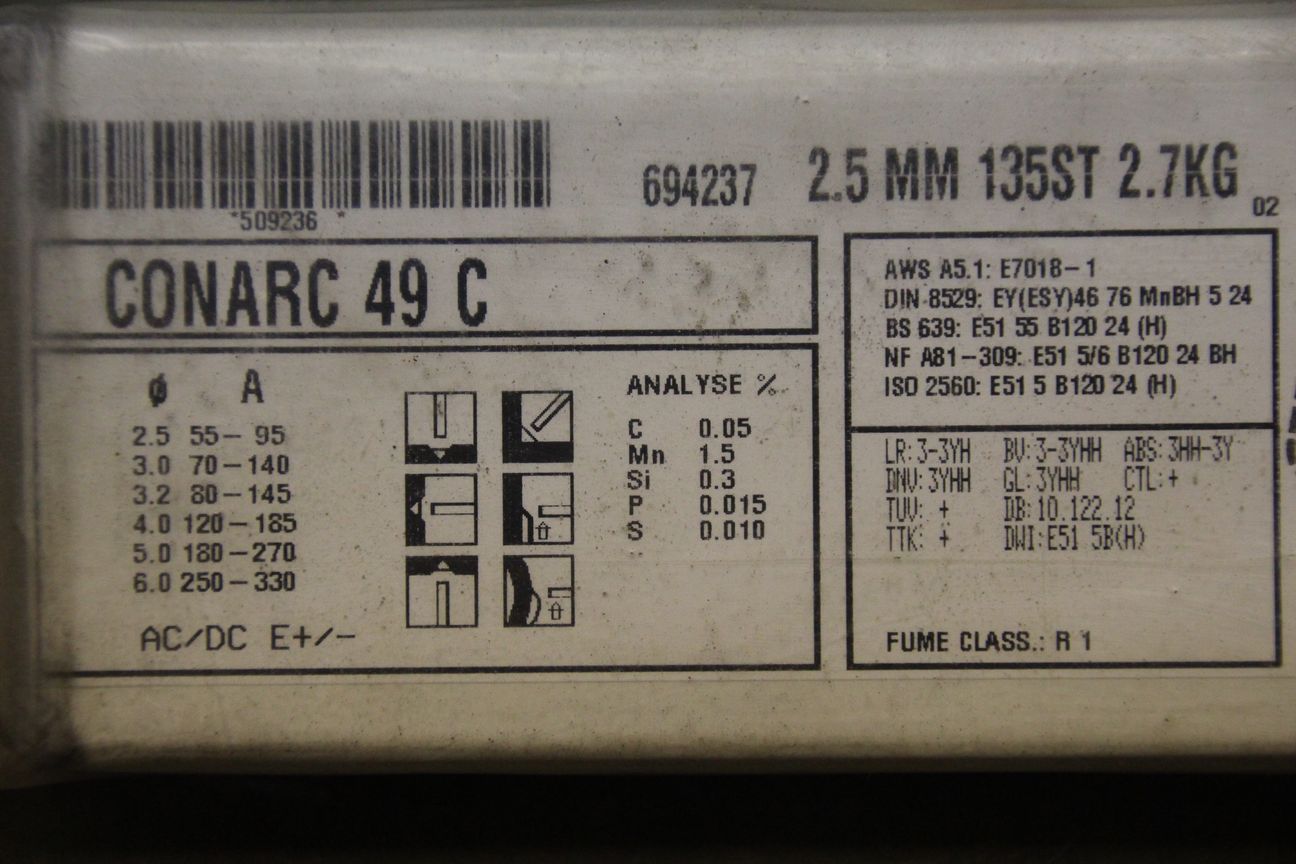 694237 2.5 MM 135ST 2.7KG 02
*509236 *
CONARC 49 C
ø A
2.5 55–95
3.0 70–140
3.2 80–145
4.0 120–185
5.0 180–270
6.0 250–330
AC/DC E+/-
ANALYSE %
C 0.05
Mn 1.5
Si 0.3
P 0.015
S 0.010
AWS A5.1: E7018–1
DIN 8529: EY(ESY)46 76 MnBH 5 24
BS 639: E51 55 B120 24 (H)
NF A81–309: E51 5/6 B120 24 BH
ISO 2560: E51 5 B120 24 (H)
LR: 3-3YH BV: 3-3YHH ABS: 3HH-3Y
DNV: 3YHH GL: 3YHH CTL: +
TUV: + DB: 10.122.12
TTK: + DWI: E51 5B(H)
FUME CLASS.: R 1